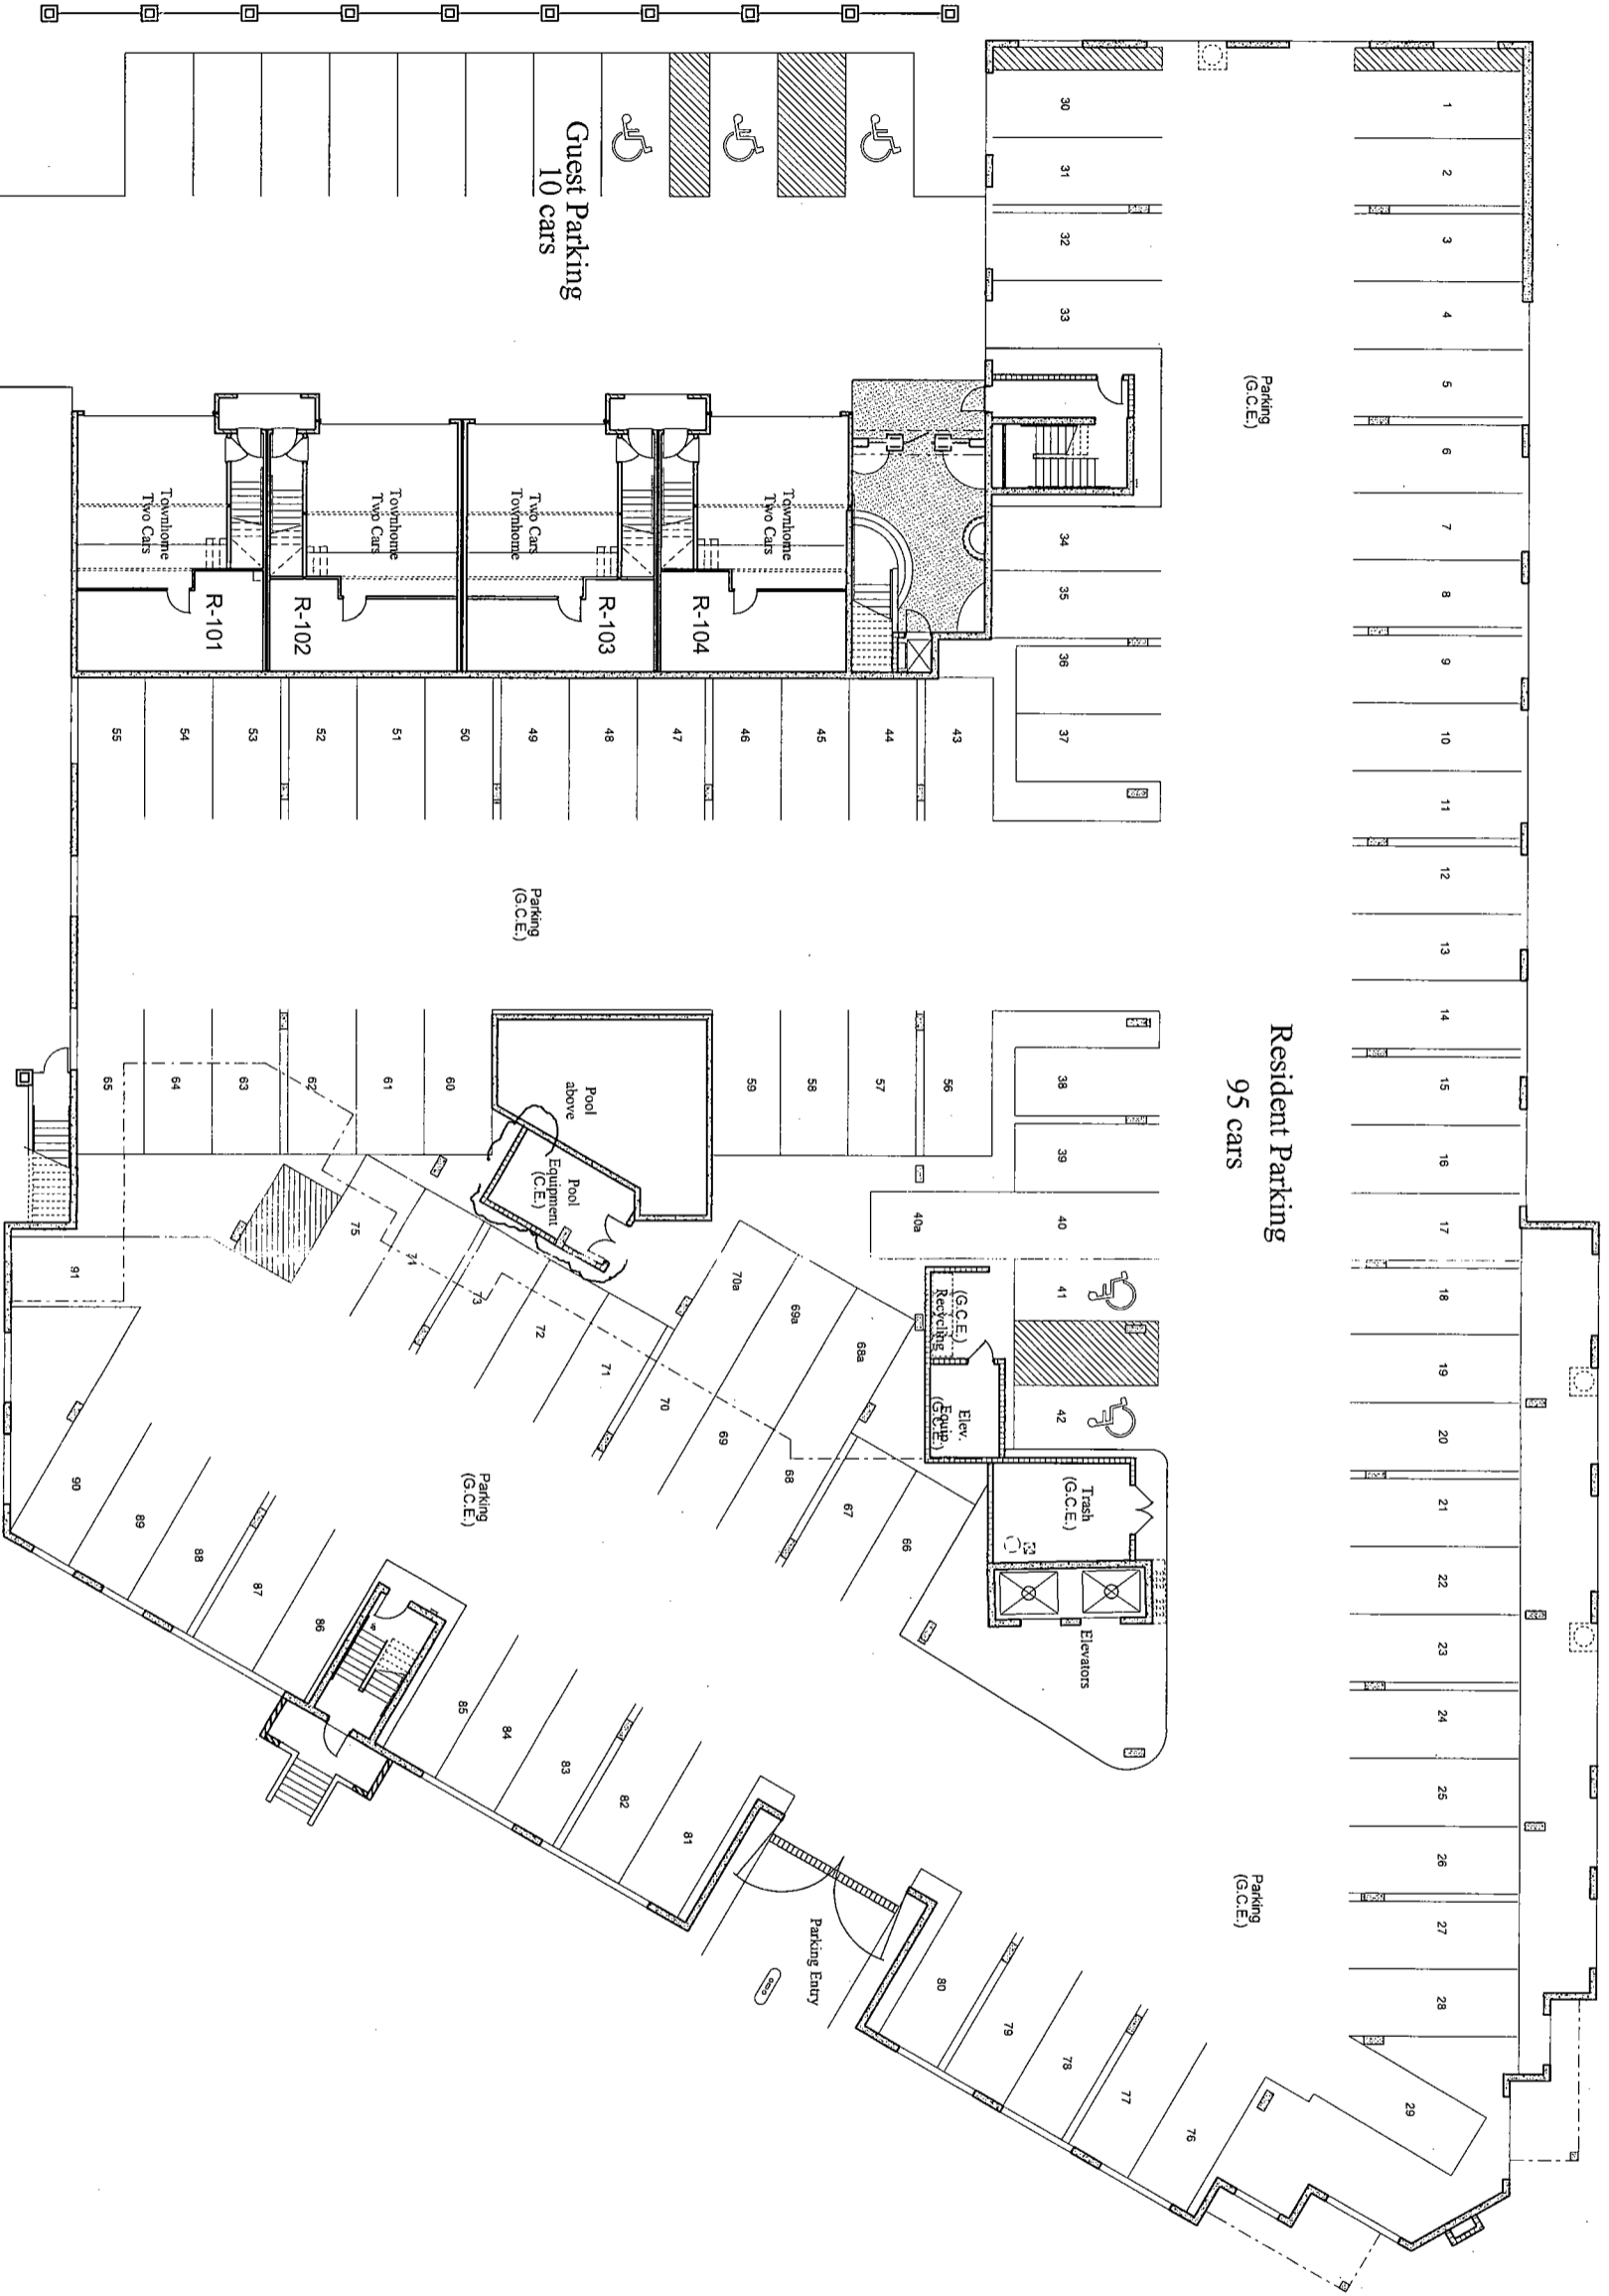 1
2
3
4
5
6
7
8
9
10
11
12
13
14
15
16
17
18
19
20
21
22
23
24
25
26
27
28
29
Parking
(G.C.E.)
Resident Parking
95 cars
Parking
(G.C.E.)
30
31
32
33
34
35
36
37
38
39
40
41
42
40a
Recycling
(G.C.E.)
Elev.
Equip.
(G.C.E.)
Trash
(G.C.E.)
Elevators
Guest Parking
10 cars
Townhome
Two Cars
R-104
Two Cars
Townhome
R-103
Townhome
Two Cars
R-102
Townhome
Two Cars
R-101
43
44
45
46
47
48
49
50
51
52
53
54
55
Parking
(G.C.E.)
56
57
58
59
60
61
62
63
64
65
Pool
above
Pool
Equipment
(C.E.)
68a
69a
70a
66
67
68
69
70
71
72
73
74
75
Parking
(G.C.E.)
76
77
78
79
80
Parking Entry
81
82
83
84
85
86
87
88
89
90
91